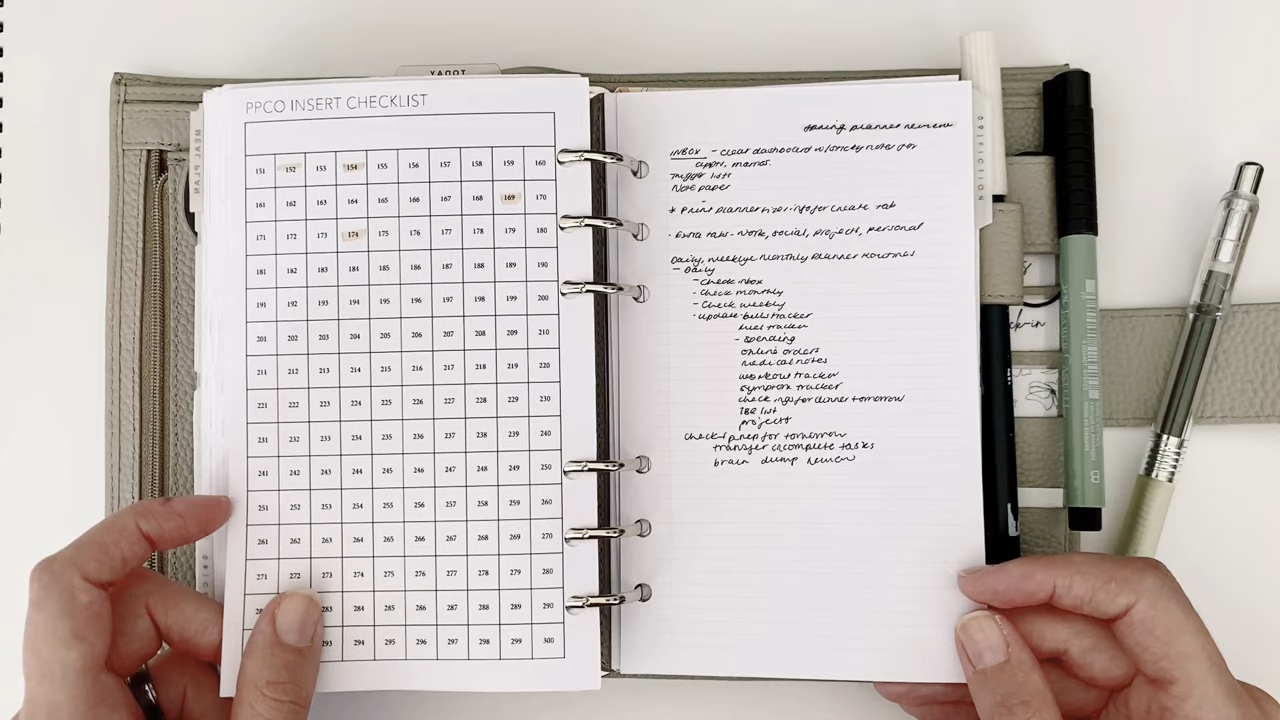 TODAY
MEAL PLAN
PPCO INSERT CHECKLIST
151 152 153 154 155 156 157 158 159 160
161 162 163 164 165 166 167 168 169 170
171 172 173 174 175 176 177 178 179 180
181 182 183 184 185 186 187 188 189 190
191 192 193 194 195 196 197 198 199 200
201 202 203 204 205 206 207 208 209 210
211 212 213 214 215 216 217 218 219 220
221 222 223 224 225 226 227 228 229 230
231 232 233 234 235 236 237 238 239 240
241 242 243 244 245 246 247 248 249 250
251 252 253 254 255 256 257 258 259 260
261 262 263 264 265 266 267 268 269 270
271 272 273 274 275 276 277 278 279 280
283 284 285 286 287 288 289 290
293 294 295 296 297 298 299 300
spring planner review
INBOX - Clear dashboard w/sticky notes for
appts, memos.
Trigger lists
Note paper
* Print planner sizer info for Create Tab
- Extra tabs - Work, social, projects, personal
Daily, weekly & Monthly planner routines
- Daily
- Check inbox
- Check monthly
- Check weekly
- update - bills tracker
- spending
online orders
medical notes
workout tracker
symptom tracker
check ings for dinner tomorrow
TBR list
projects
Check & prep for tomorrow
transfer incomplete tasks
brain dump review